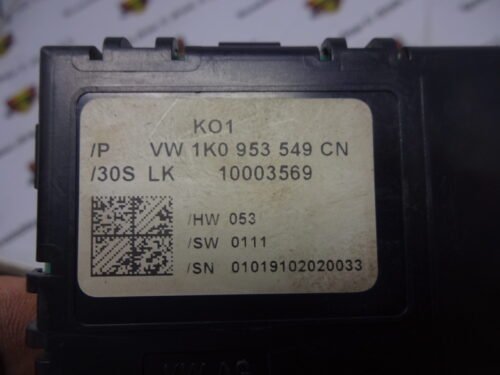 KO1
/P VW 1K0 953 549 CN
/30S LK 10003569
/HW 053
/SW 0111
/SN 01019102020033